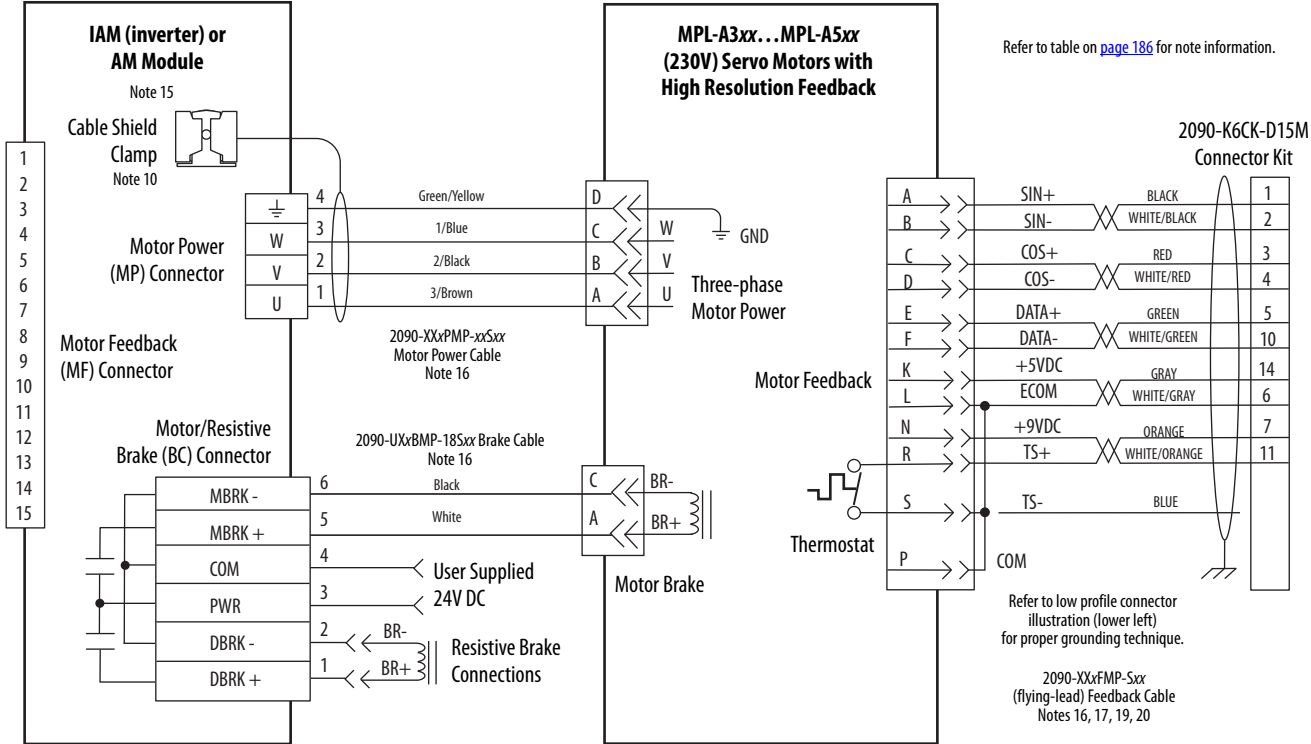 IAM (inverter) or
AM Module
Note 15
Cable Shield
Clamp
Note 10
1
2
3
4
5
6
7
8
9
10
11
12
13
14
15
Motor Power
(MP) Connector
W
V
U
4
3
2
1
Green/Yellow
1/Blue
2/Black
3/Brown
D
C
B
A
W
V
U
GND
Three-phase
Motor Power
2090-XXxPMP-xxSxx
Motor Power Cable
Note 16
Motor Feedback
(MF) Connector
Motor/Resistive
Brake (BC) Connector
2090-UXxBMP-18Sxx Brake Cable
Note 16
MBRK -
MBRK +
COM
PWR
DBRK -
DBRK +
6
5
4
3
2
1
Black
White
C
A
BR-
BR+
Motor Brake
User Supplied
24V DC
BR-
BR+
Resistive Brake
Connections
MPL-A3xx…MPL-A5xx
(230V) Servo Motors with
High Resolution Feedback
Motor Feedback
Thermostat
Refer to table on page 186 for note information.
2090-K6CK-D15M
Connector Kit
A SIN+ BLACK 1
B SIN- WHITE/BLACK 2
C COS+ RED 3
D COS- WHITE/RED 4
E DATA+ GREEN 5
F DATA- WHITE/GREEN 10
K +5VDC GRAY 14
L ECOM WHITE/GRAY 6
N +9VDC ORANGE 7
R TS+ WHITE/ORANGE 11
S TS- BLUE
P COM
Refer to low profile connector
illustration (lower left)
for proper grounding technique.
2090-XXxFMP-Sxx
(flying-lead) Feedback Cable
Notes 16, 17, 19, 20